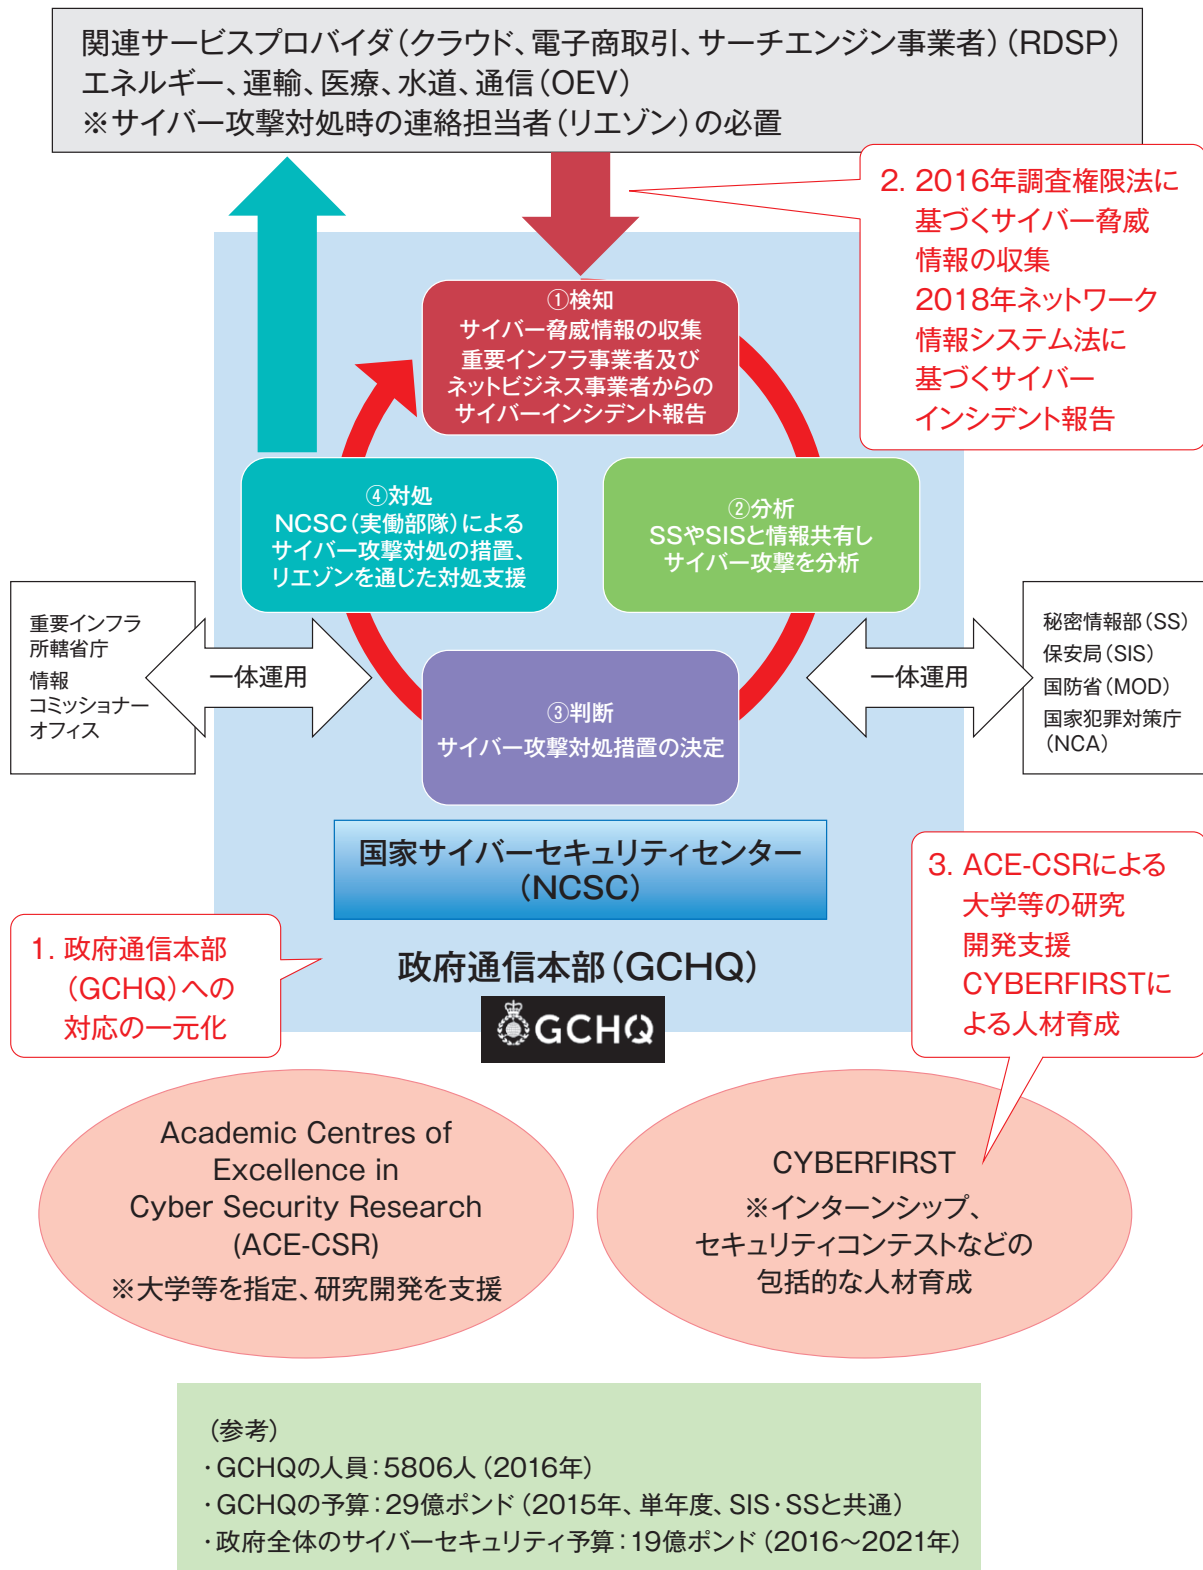 関連サービスプロバイダ(クラウド、電子商取引、サーチエンジン事業者)(RDSP)
エネルギー、運輸、医療、水道、通信(OEV)
※サイバー攻撃対処時の連絡担当者(リエゾン)の必置
2. 2016年調査権限法に
基づくサイバー脅威
情報の収集
2018年ネットワーク
情報システム法に
基づくサイバー
インシデント報告
①検知
サイバー脅威情報の収集
重要インフラ事業者及び
ネットビジネス事業者からの
サイバーインシデント報告
④対処
NCSC(実働部隊)による
サイバー攻撃対処の措置、
リエゾンを通じた対処支援
②分析
SSやSISと情報共有し
サイバー攻撃を分析
重要インフラ
所轄省庁
情報
コミッショナー
オフィス
一体運用
③判断
サイバー攻撃対処措置の決定
一体運用
秘密情報部(SS)
保安局(SIS)
国防省(MOD)
国家犯罪対策庁
(NCA)
国家サイバーセキュリティセンター
(NCSC)
1. 政府通信本部
(GCHQ)への
対応の一元化
政府通信本部(GCHQ)
GCHQ
3. ACE-CSRによる
大学等の研究
開発支援
CYBERFIRSTに
よる人材育成
Academic Centres of
Excellence in
Cyber Security Research
(ACE-CSR)
※大学等を指定、研究開発を支援
CYBERFIRST
※インターンシップ、
セキュリティコンテストなどの
包括的な人材育成
(参考)
・GCHQの人員:5806人(2016年)
・GCHQの予算:29億ポンド(2015年、単年度、SIS・SSと共通)
・政府全体のサイバーセキュリティ予算:19億ポンド(2016〜2021年)